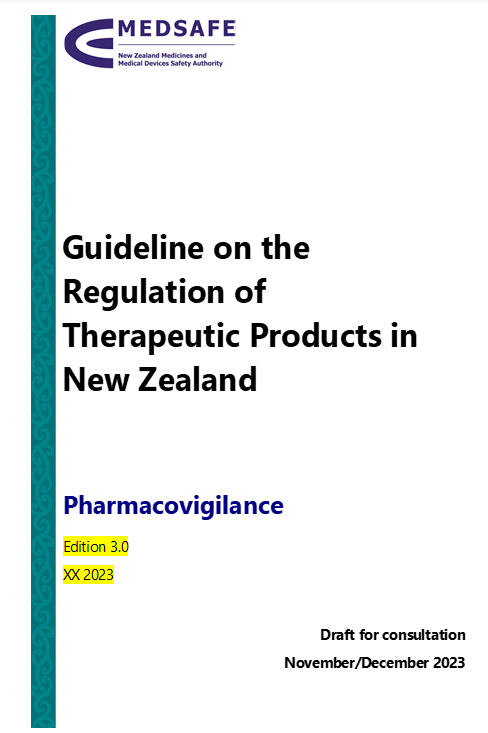 MEDSAFE
New Zealand Medicines and
Medical Devices Safety Authority
Guideline on the
Regulation of
Therapeutic Products in
New Zealand
Pharmacovigilance
Edition 3.0
XX 2023
Draft for consultation
November/December 2023